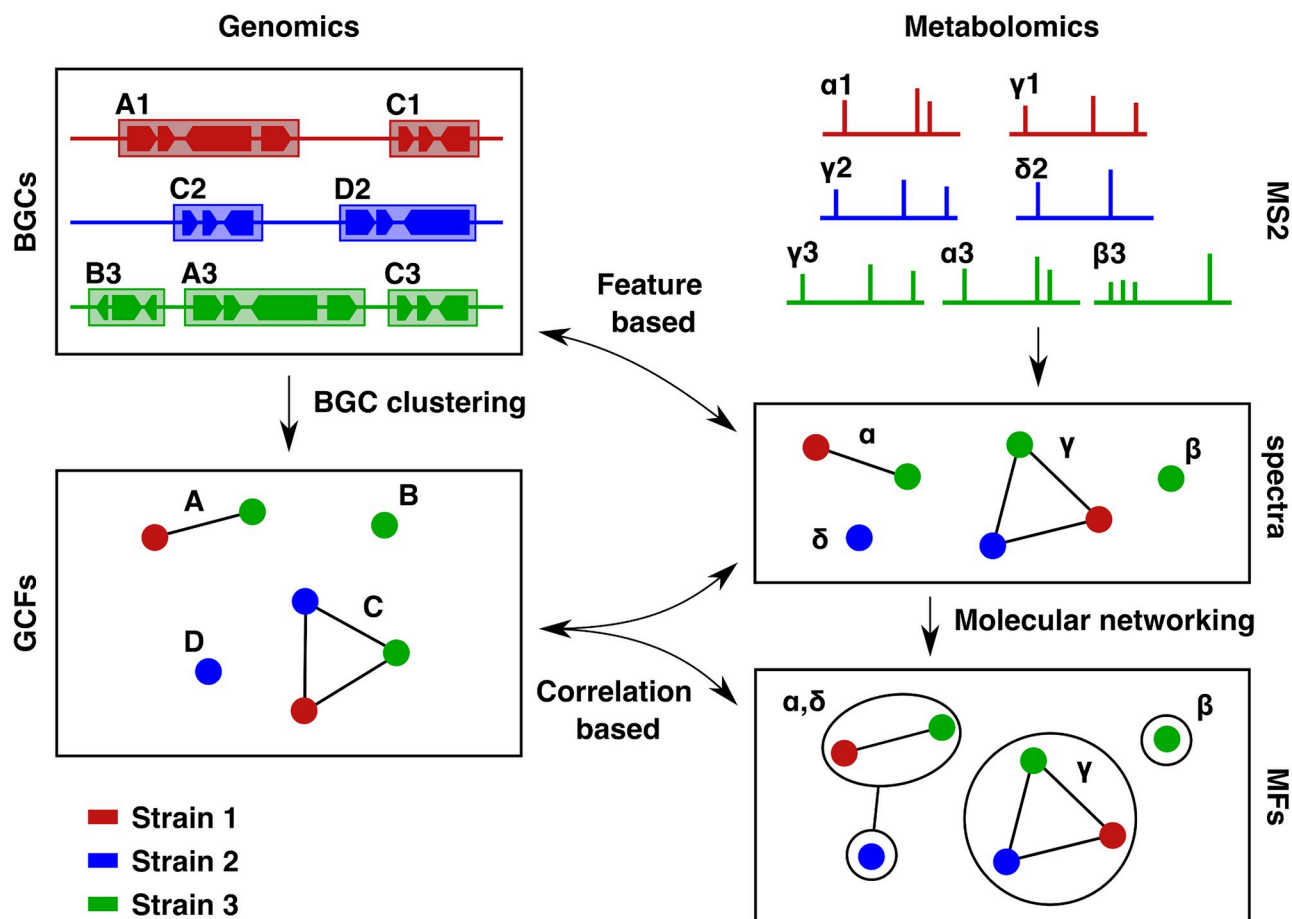 Genomics
Metabolomics
BGCs
A1
C1
C2
D2
B3
A3
C3
α1
γ1
γ2
δ2
γ3
α3
β3
MS2
Feature
based
BGC clustering
GCFs
A
B
C
D
α
γ
β
δ
spectra
Molecular networking
Correlation
based
α,δ
β
γ
MFs
Strain 1
Strain 2
Strain 3